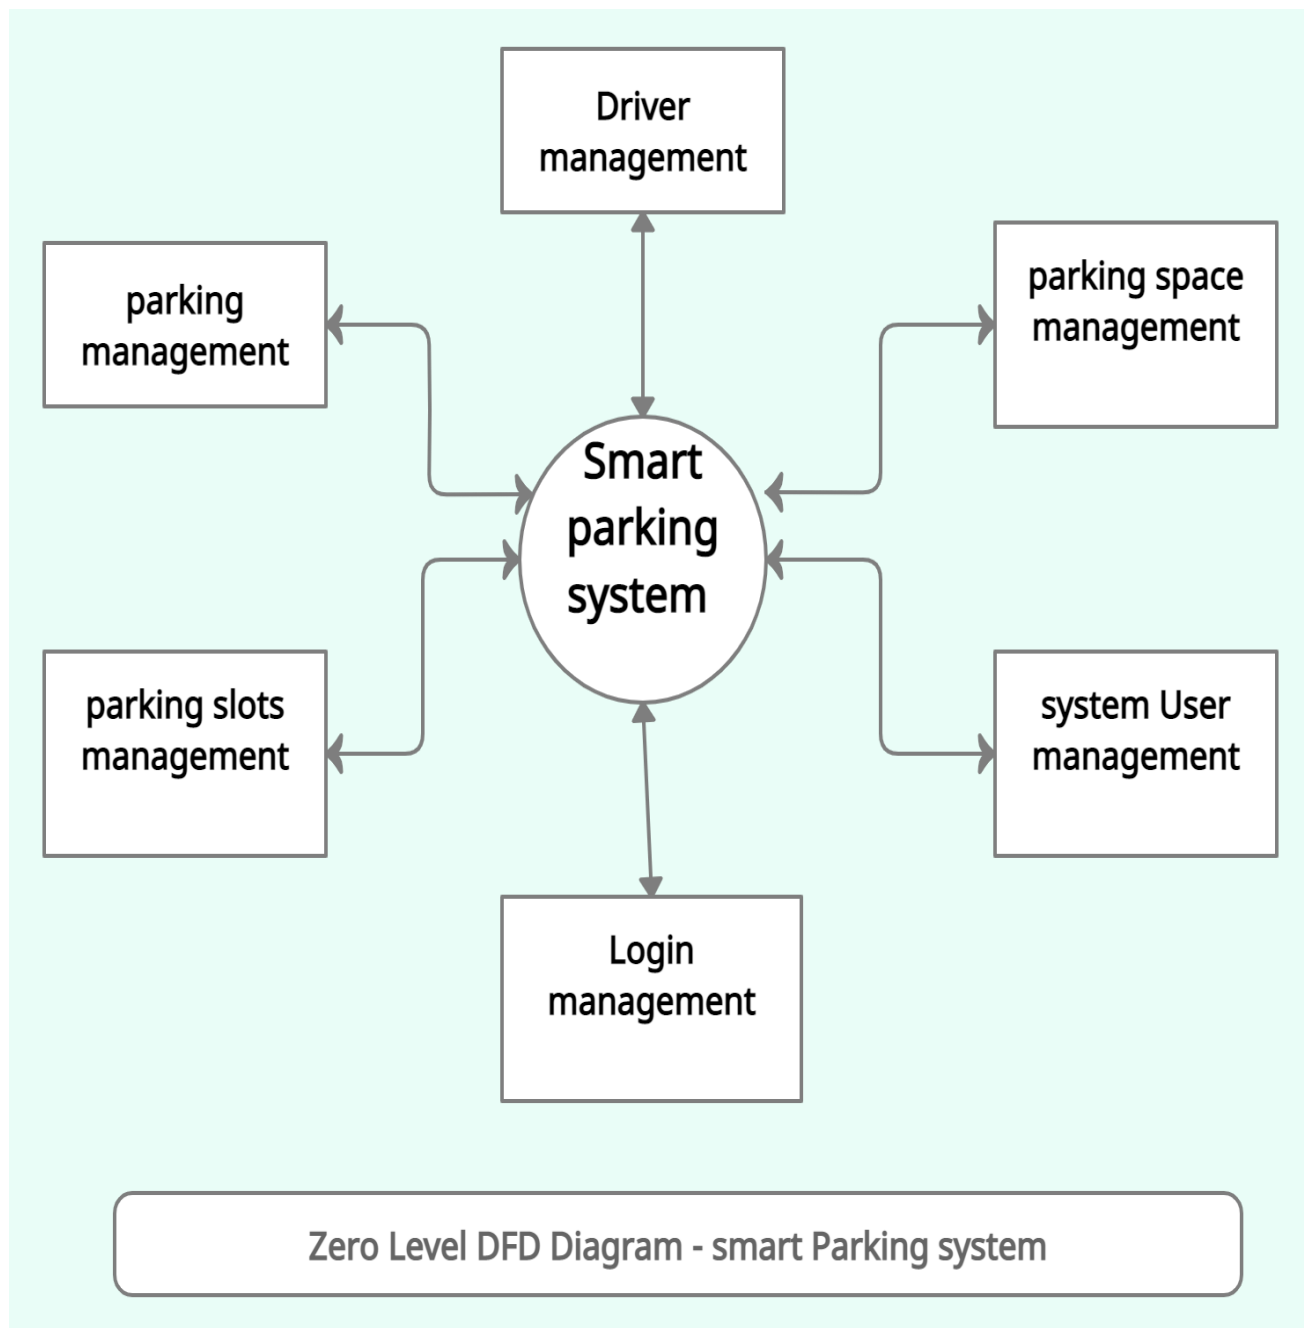 Driver
management
parking
management
parking space
management
Smart
parking
system
parking slots
management
system User
management
Login
management
Zero Level DFD Diagram - smart Parking system